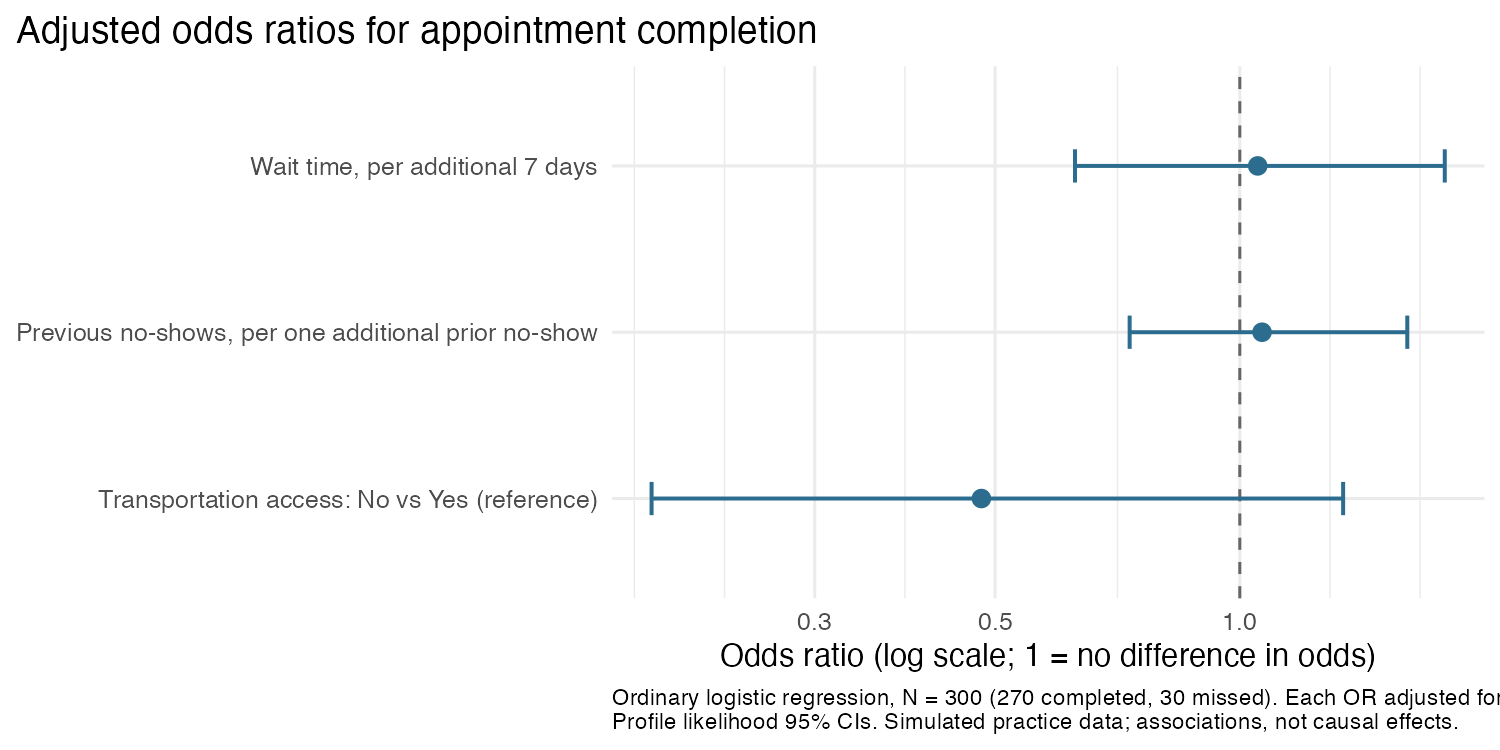 Adjusted odds ratios for appointment completion
Wait time, per additional 7 days
Previous no-shows, per one additional prior no-show
Transportation access: No vs Yes (reference)
0.3 0.5 1.0
Odds ratio (log scale; 1 = no difference in odds)
Ordinary logistic regression, N = 300 (270 completed, 30 missed). Each OR adjusted for
Profile likelihood 95% CIs. Simulated practice data; associations, not causal effects.